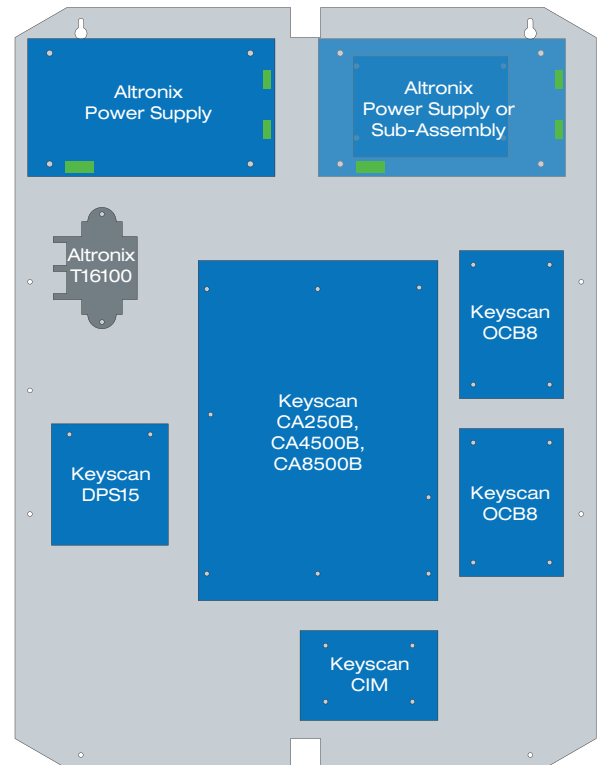 Altronix
Power Supply
Altronix
Power Supply or
Sub-Assembly
Altronix
T16100
Keyscan
OCB8
Keyscan
CA250B,
CA4500B,
CA8500B
Keyscan
DPS15
Keyscan
OCB8
Keyscan
CIM